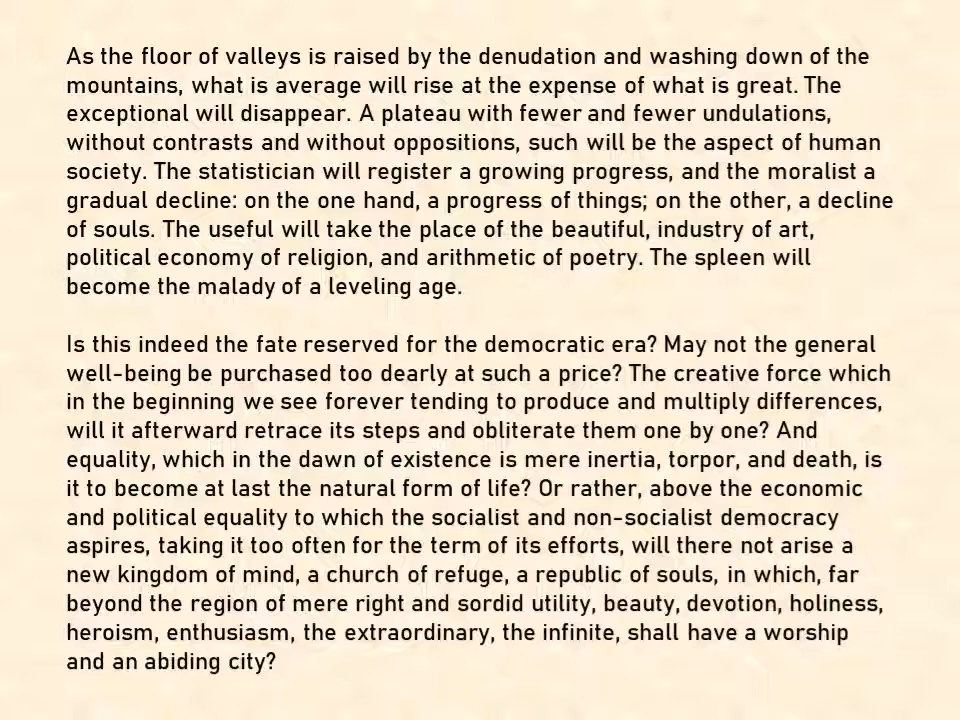 As the floor of valleys is raised by the denudation and washing down of the
mountains, what is average will rise at the expense of what is great. The
exceptional will disappear. A plateau with fewer and fewer undulations,
without contrasts and without oppositions, such will be the aspect of human
society. The statistician will register a growing progress, and the moralist a
gradual decline: on the one hand, a progress of things; on the other, a decline
of souls. The useful will take the place of the beautiful, industry of art,
political economy of religion, and arithmetic of poetry. The spleen will
become the malady of a leveling age.

Is this indeed the fate reserved for the democratic era? May not the general
well-being be purchased too dearly at such a price? The creative force which
in the beginning we see forever tending to produce and multiply differences,
will it afterward retrace its steps and obliterate them one by one? And
equality, which in the dawn of existence is mere inertia, torpor, and death, is
it to become at last the natural form of life? Or rather, above the economic
and political equality to which the socialist and non-socialist democracy
aspires, taking it too often for the term of its efforts, will there not arise a
new kingdom of mind, a church of refuge, a republic of souls, in which, far
beyond the region of mere right and sordid utility, beauty, devotion, holiness,
heroism, enthusiasm, the extraordinary, the infinite, shall have a worship
and an abiding city?